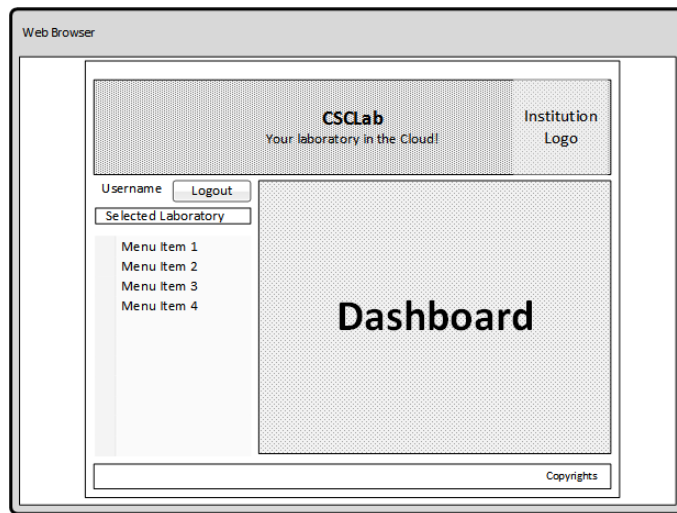 Web Browser
CSCLab
Your laboratory in the Cloud!
Institution
Logo
Username
Logout
Selected Laboratory
Menu Item 1
Menu Item 2
Menu Item 3
Menu Item 4
Dashboard
Copyrights